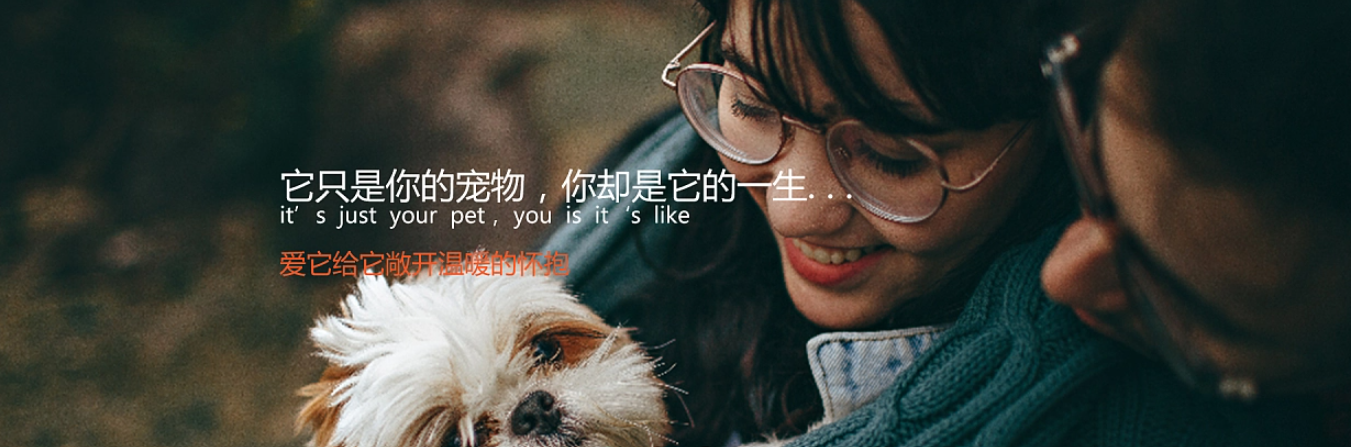 它只是你的宠物，你却是它的一生...
it’s just your pet, you is it ‘s like
爱它给它敞开温暖的怀抱